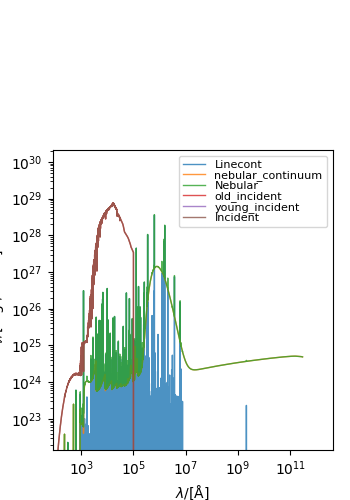 10^30
10^29
10^28
10^27
10^26
10^25
10^24
10^23
Linecont
nebular_continuum
Nebular
old_incident
young_incident
Incident
10^3
10^5
10^7
10^9
10^11
λ/[Å]